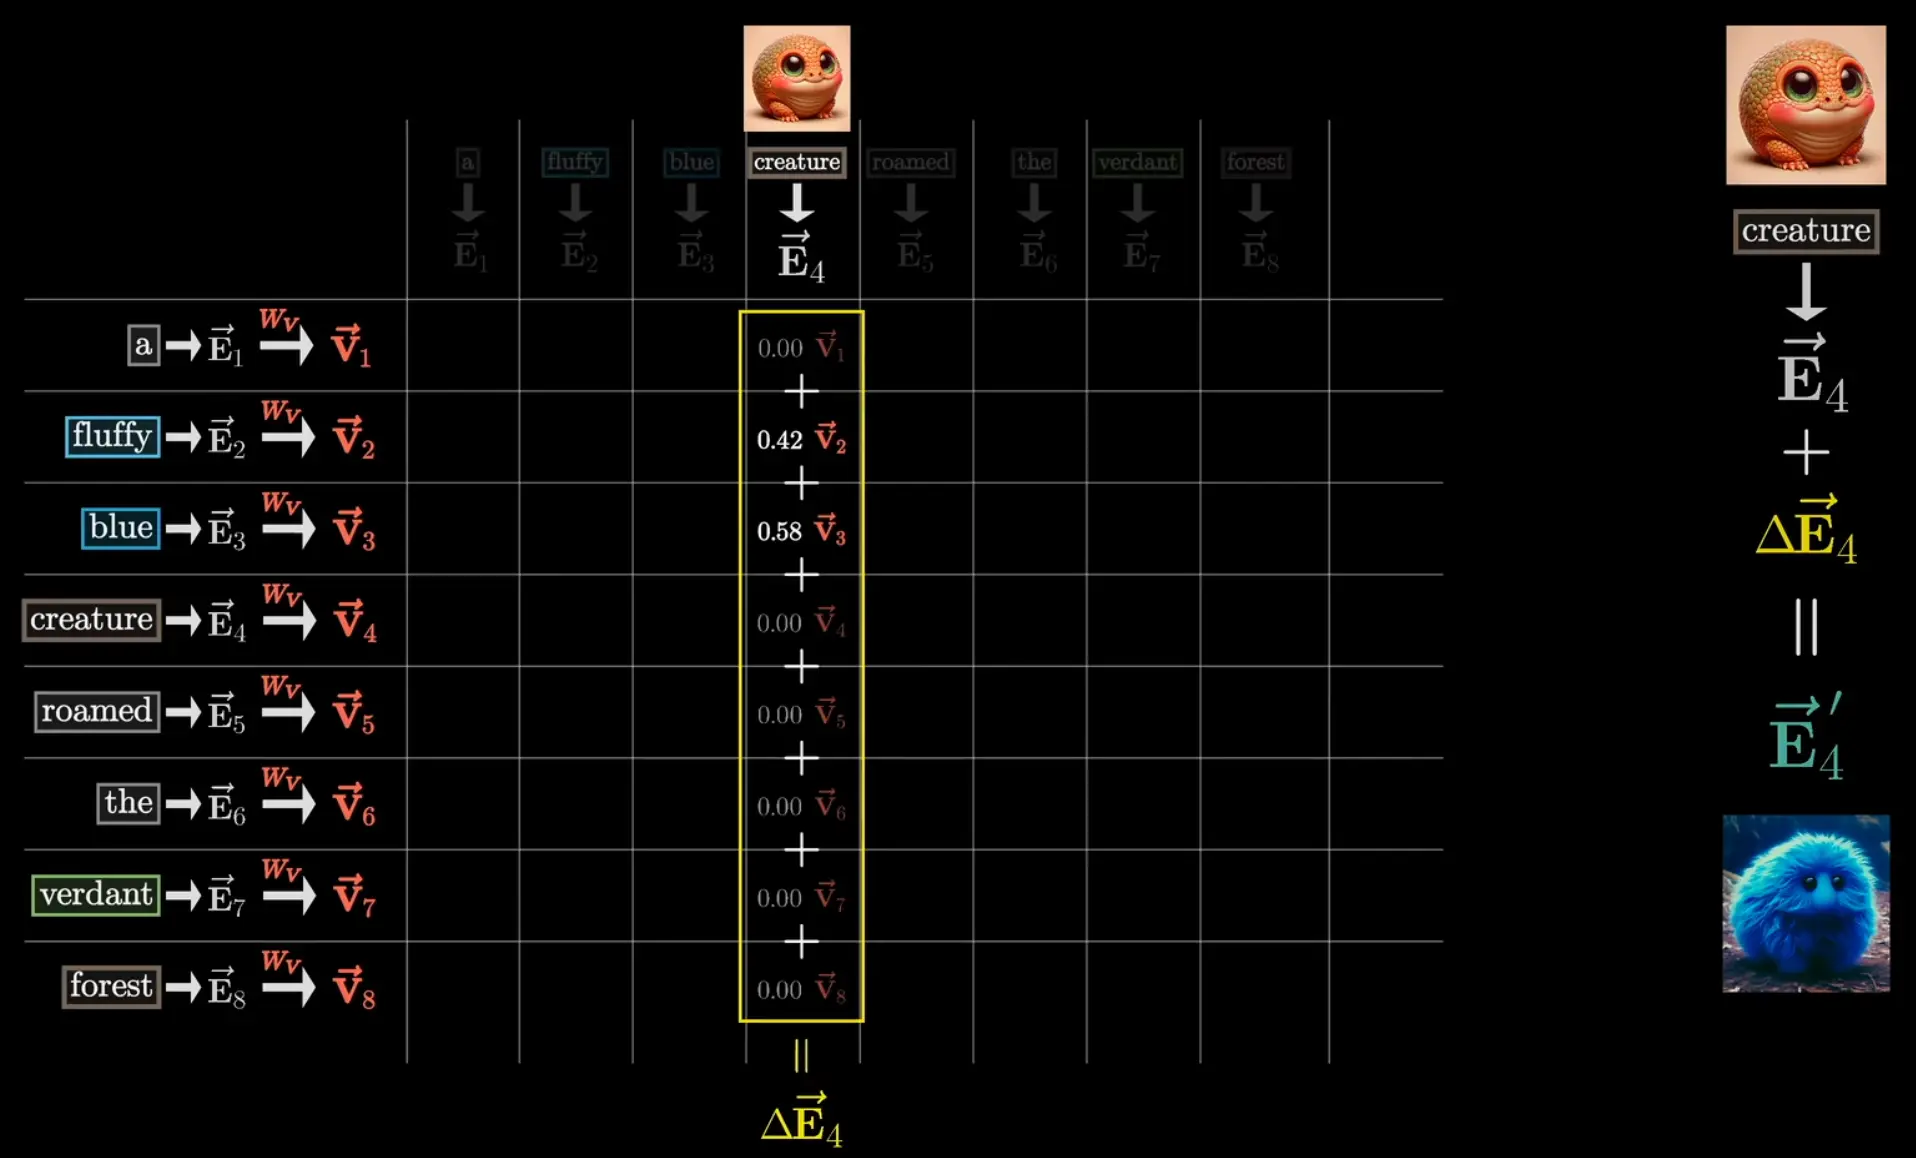 a fluffy blue creature roamed the verdant forest
E⃗1 E⃗2 E⃗3 E⃗4 E⃗5 E⃗6 E⃗7 E⃗8
a E⃗1 WV V⃗1 0.00 V⃗1
+
fluffy E⃗2 WV V⃗2 0.42 V⃗2
+
blue E⃗3 WV V⃗3 0.58 V⃗3
+
creature E⃗4 WV V⃗4 0.00 V⃗4
+
roamed E⃗5 WV V⃗5 0.00 V⃗5
+
the E⃗6 WV V⃗6 0.00 V⃗6
+
verdant E⃗7 WV V⃗7 0.00 V⃗7
+
forest E⃗8 WV V⃗8 0.00 V⃗8
=
ΔE⃗4
creature
E⃗4
+
ΔE⃗4
=
E⃗4′